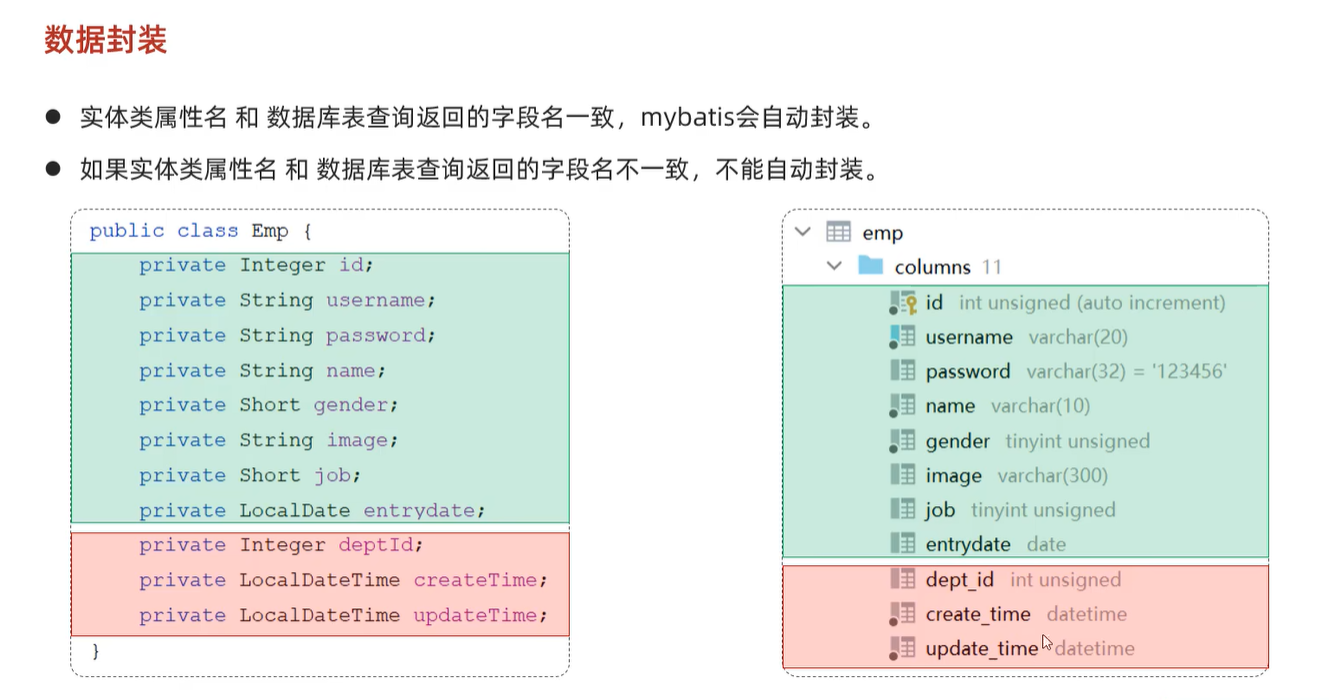 数据封装
● 实体类属性名 和 数据库表查询返回的字段名一致，mybatis会自动封装。
● 如果实体类属性名 和 数据库表查询返回的字段名不一致，不能自动封装。
public class Emp {
private Integer id;
private String username;
private String password;
private String name;
private Short gender;
private String image;
private Short job;
private LocalDate entrydate;
private Integer deptId;
private LocalDateTime createTime;
private LocalDateTime updateTime;
}
emp
columns 11
id int unsigned (auto increment)
username varchar(20)
password varchar(32) = '123456'
name varchar(10)
gender tinyint unsigned
image varchar(300)
job tinyint unsigned
entrydate date
dept_id int unsigned
create_time datetime
update_time datetime